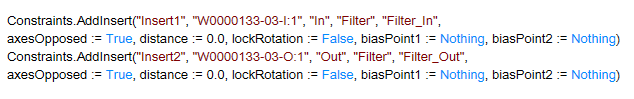 Constraints.AddInsert("Insert1", "W0000133-03-I:1", "In", "Filter", "Filter_In",
axesOpposed := True, distance := 0.0, lockRotation := False, biasPoint1 := Nothing, biasPoint2 := Nothing)
Constraints.AddInsert("Insert2", "W0000133-03-O:1", "Out", "Filter", "Filter_Out",
axesOpposed := True, distance := 0.0, lockRotation := False, biasPoint1 := Nothing, biasPoint2 := Nothing)